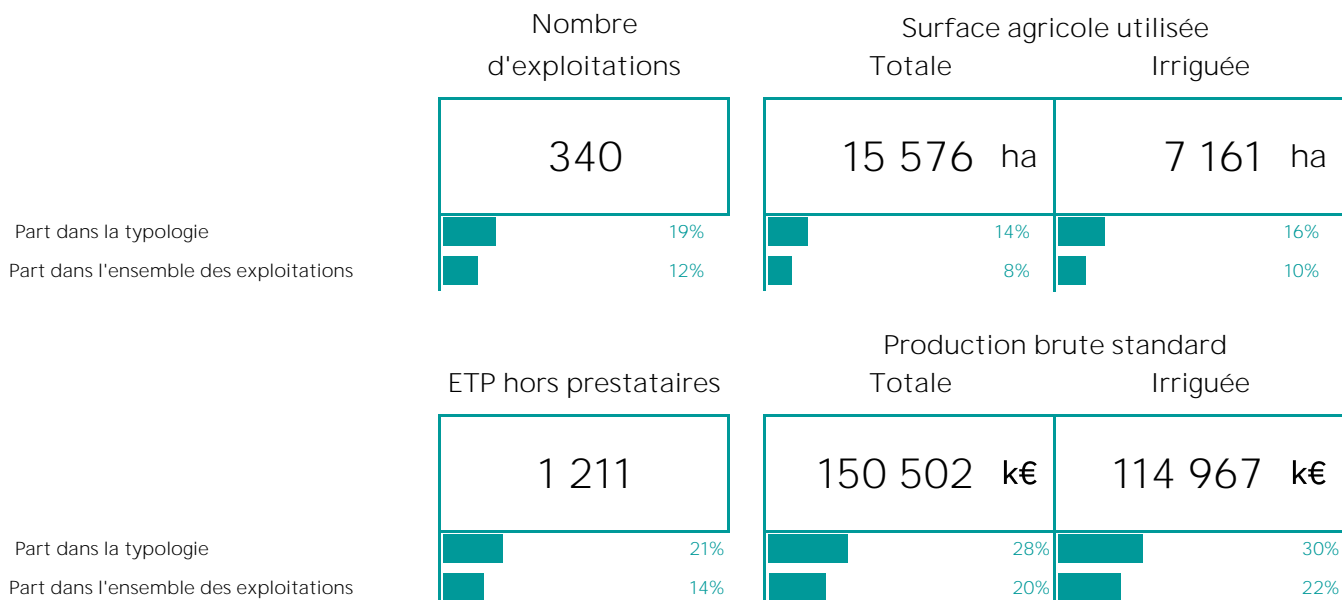 Nombre
d'exploitations
Surface agricole utilisée
Totale Irriguée
340 15 576 ha 7 161 ha
Part dans la typologie 19% 14% 16%
Part dans l'ensemble des exploitations 12% 8% 10%
Production brute standard
ETP hors prestataires Totale Irriguée
1 211 150 502 k€ 114 967 k€
Part dans la typologie 21% 28% 30%
Part dans l'ensemble des exploitations 14% 20% 22%